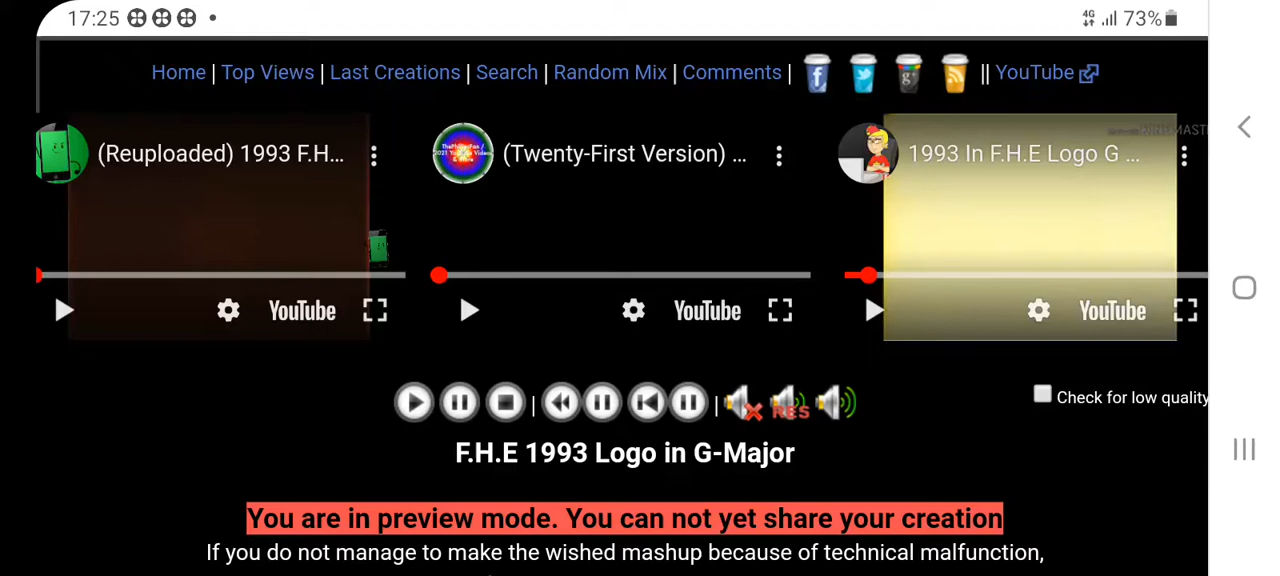 17:25 4G 73%
Home | Top Views | Last Creations | Search | Random Mix | Comments | f g+ || YouTube
(Reuploaded) 1993 F.H... (Twenty-First Version) ... 1993 In F.H.E Logo G ...
YouTube YouTube YouTube
| | RES Check for low quality
F.H.E 1993 Logo in G-Major
You are in preview mode. You can not yet share your creation
If you do not manage to make the wished mashup because of technical malfunction,